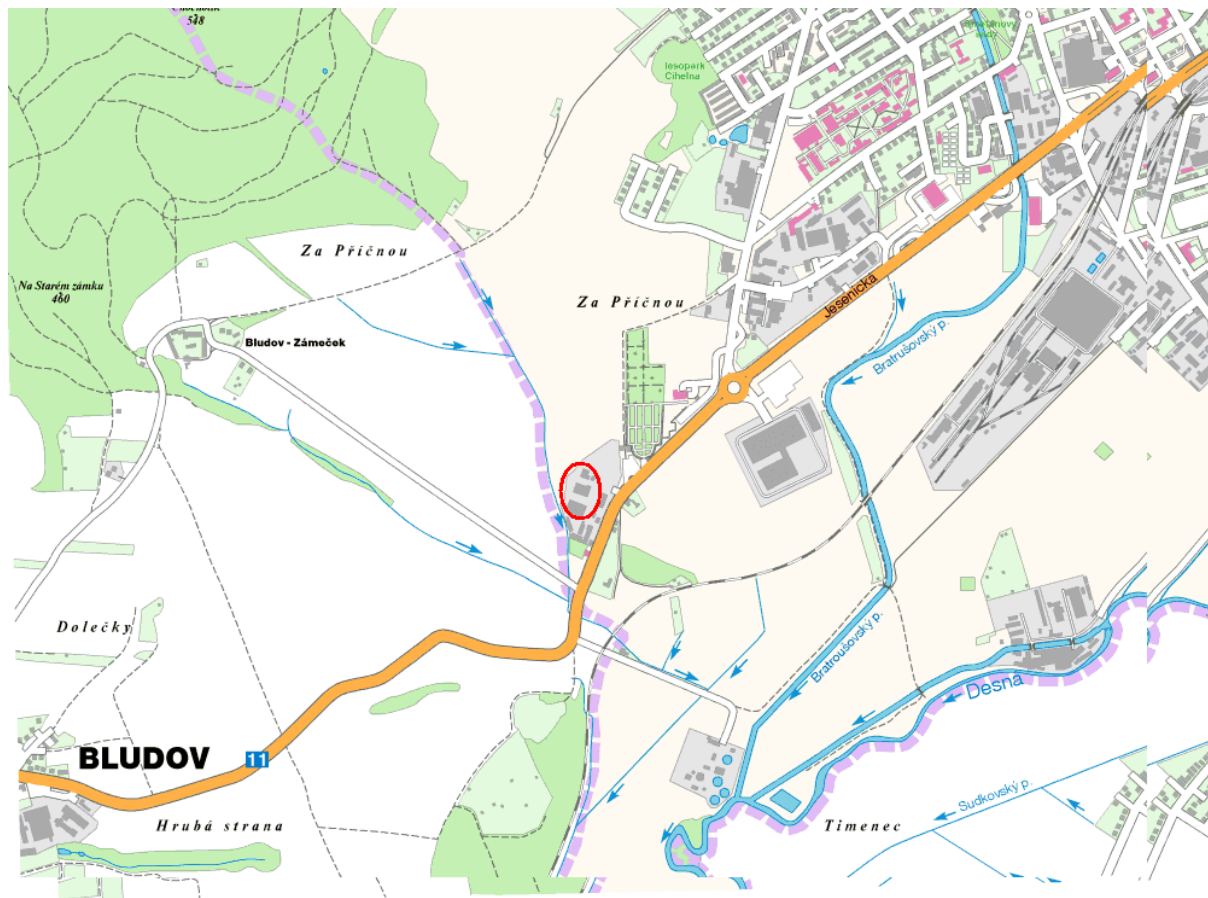 548
lesopark
Cihelna
Za Příčnou
Na Starém zámku
460
Za Příčnou
Jesenická
Bludov - Zámeček
Bratrušovský p.
Dolečky
Bratroušovský p.
Desná
BLUDOV
11
Sudkovský p.
Hrubá strana
Timenec